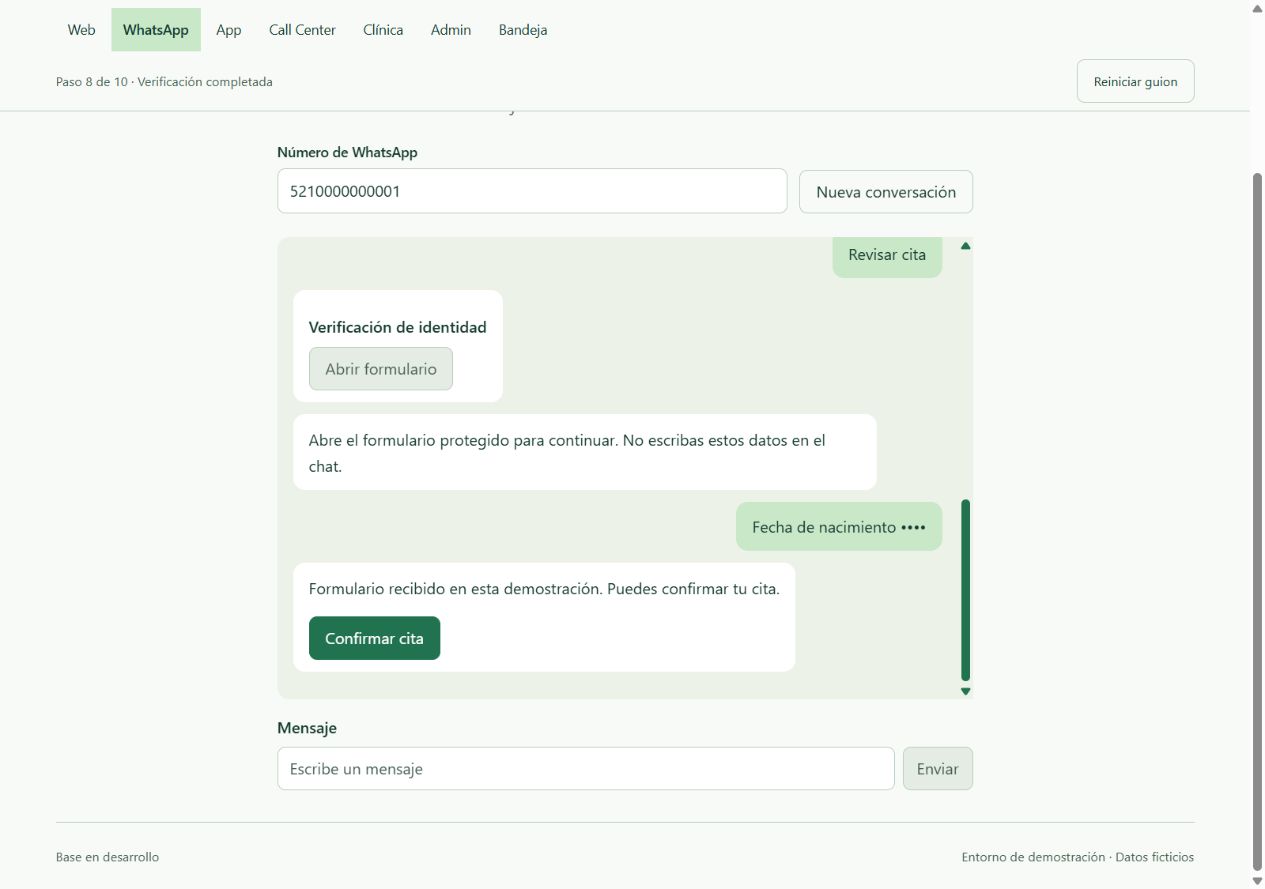 Web WhatsApp App Call Center Clínica Admin Bandeja
Paso 8 de 10 · Verificación completada
Reiniciar guion
Número de WhatsApp
5210000000001
Nueva conversación
Revisar cita
Verificación de identidad
Abrir formulario
Abre el formulario protegido para continuar. No escribas estos datos en el
chat.
Fecha de nacimiento ••••
Formulario recibido en esta demostración. Puedes confirmar tu cita.
Confirmar cita
Mensaje
Escribe un mensaje
Enviar
Base en desarrollo
Entorno de demostración · Datos ficticios